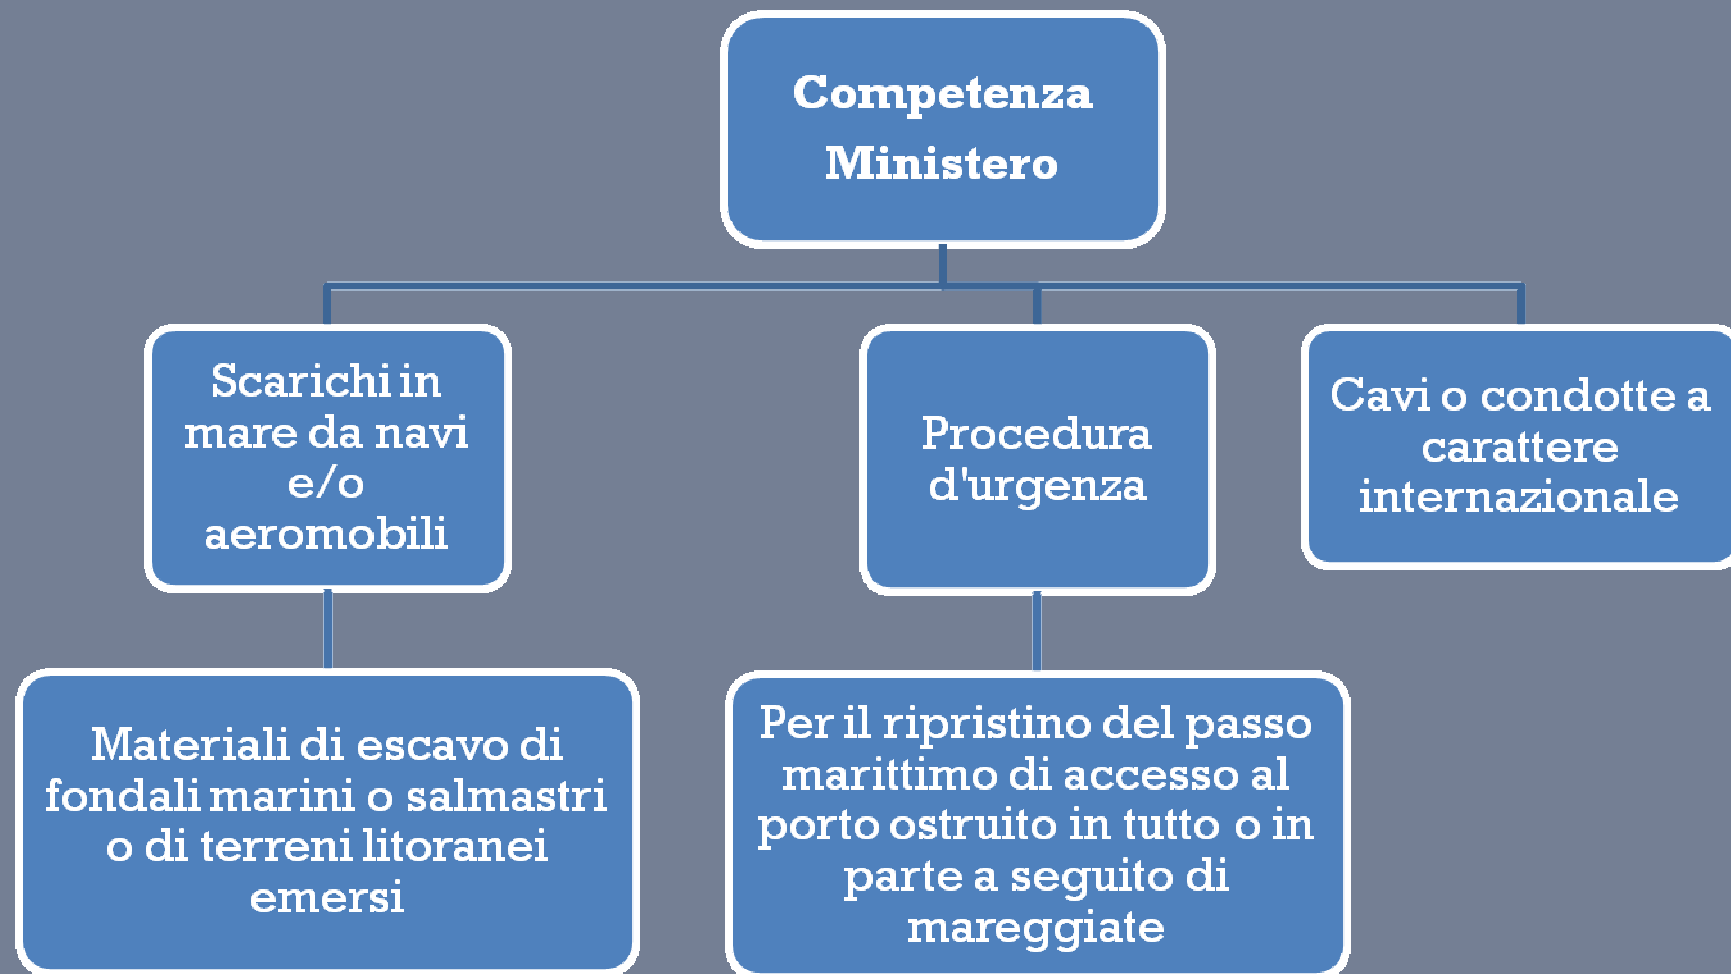 Competenza
Ministero
Scarichi in
mare da navi
e/o
aeromobili
Procedura
d'urgenza
Cavi o condotte a
carattere
internazionale
Materiali di escavo di
fondali marini o salmastri
o di terreni litoranei
emersi
Per il ripristino del passo
marittimo di accesso al
porto ostruito in tutto o in
parte a seguito di
mareggiate